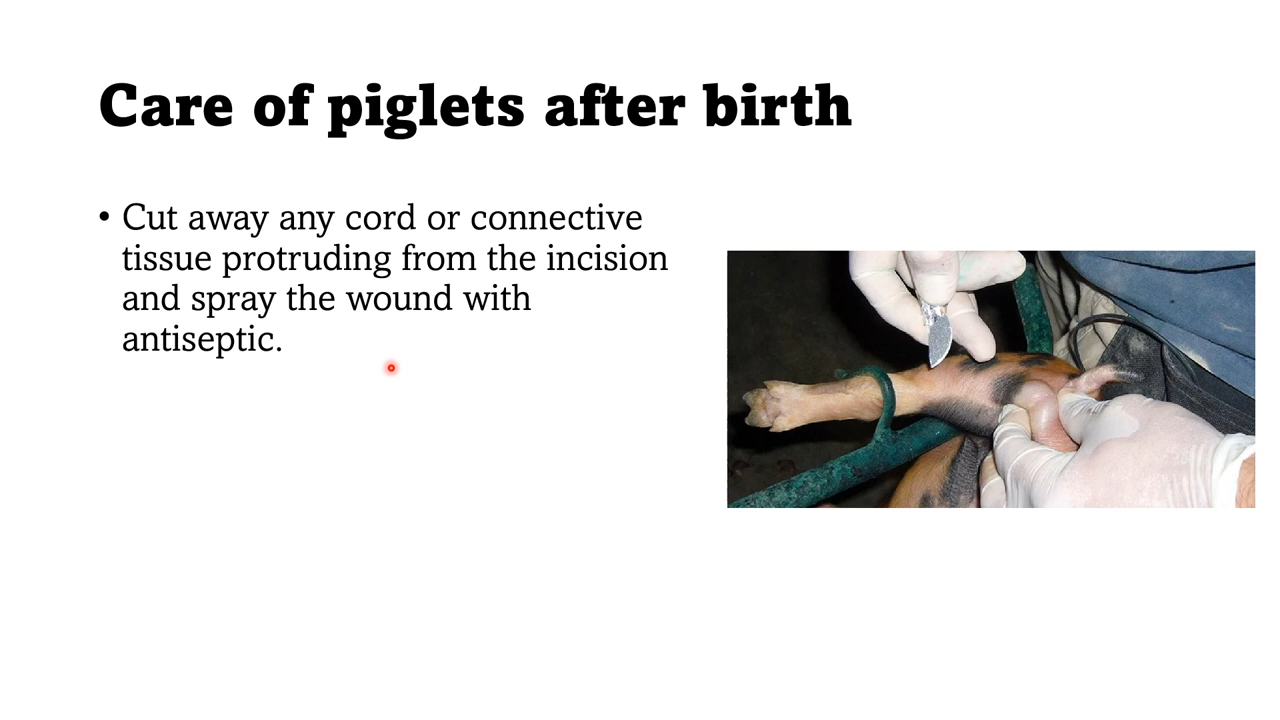 Care of piglets after birth
• Cut away any cord or connective
tissue protruding from the incision
and spray the wound with
antiseptic.